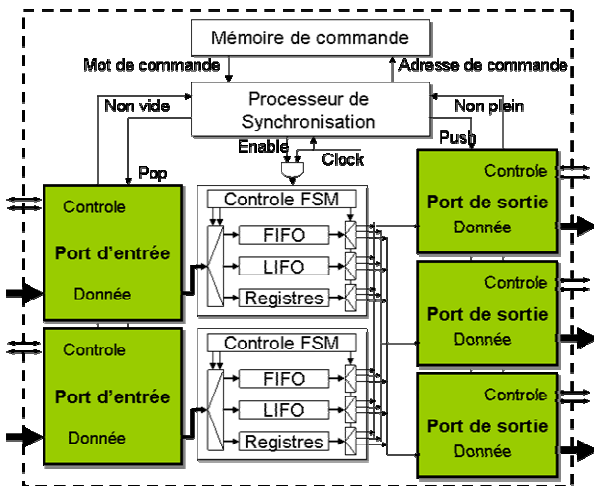 Mémoire de commande
Mot de commande
Adresse de commande
Non vide
Processeur de
Synchronisation
Non plein
Enable
Clock
Push
Pop
Controle
Port d'entrée
Donnée
Controle
Port d'entrée
Donnée
Controle FSM
FIFO
LIFO
Registres
Controle FSM
FIFO
LIFO
Registres
Controle
Port de sortie
Donnée
Controle
Port de sortie
Donnée
Controle
Port de sortie
Donnée